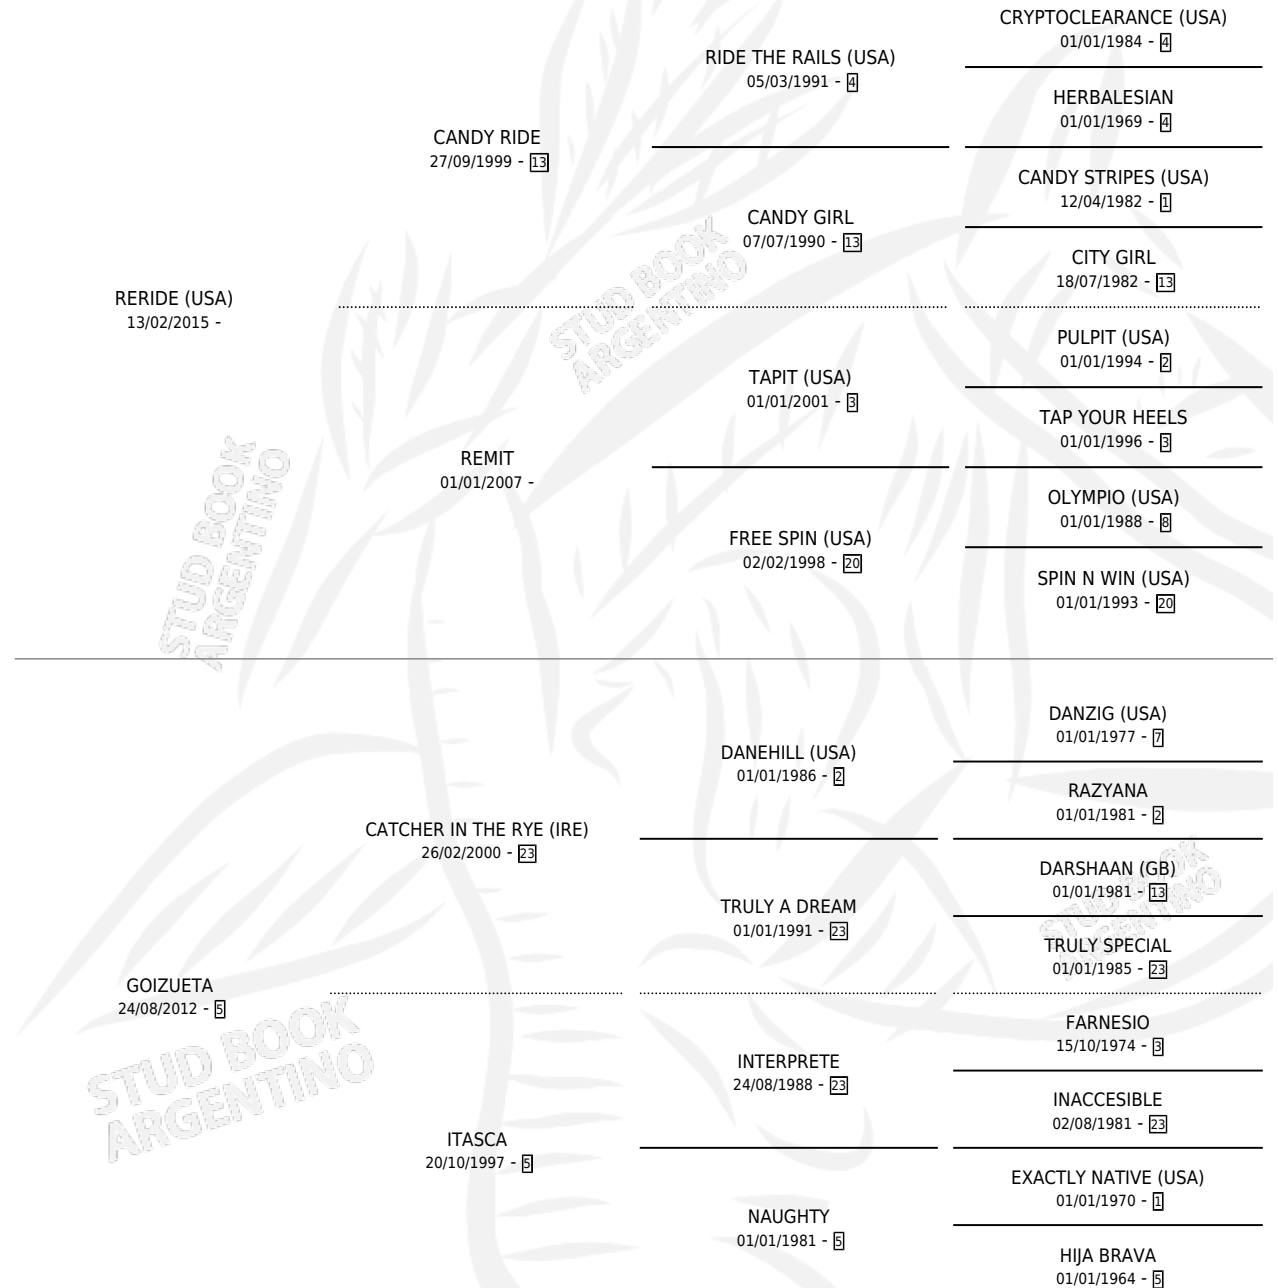 CRYPTOCLEARANCE (USA)
01/01/1984 - 4
RIDE THE RAILS (USA)
05/03/1991 - 4
HERBALESIAN
01/01/1969 - 4
CANDY RIDE
27/09/1999 - 13
CANDY STRIPES (USA)
12/04/1982 - 1
CANDY GIRL
07/07/1990 - 13
CITY GIRL
18/07/1982 - 13
RERIDE (USA)
13/02/2015 -
PULPIT (USA)
01/01/1994 - 2
TAPIT (USA)
01/01/2001 - 3
TAP YOUR HEELS
01/01/1996 - 3
REMIT
01/01/2007 -
OLYMPIO (USA)
01/01/1988 - 8
FREE SPIN (USA)
02/02/1998 - 20
SPIN N WIN (USA)
01/01/1993 - 20
DANZIG (USA)
01/01/1977 - 7
DANEHILL (USA)
01/01/1986 - 2
RAZYANA
01/01/1981 - 2
CATCHER IN THE RYE (IRE)
26/02/2000 - 23
DARSHAAN (GB)
01/01/1981 - 13
TRULY A DREAM
01/01/1991 - 23
TRULY SPECIAL
01/01/1985 - 23
GOIZUETA
24/08/2012 - 5
FARNESIO
15/10/1974 - 3
INTERPRETE
24/08/1988 - 23
INACCESIBLE
02/08/1981 - 23
ITASCA
20/10/1997 - 5
EXACTLY NATIVE (USA)
01/01/1970 - 1
NAUGHTY
01/01/1981 - 5
HIJA BRAVA
01/01/1964 - 5
STUD BOOK
ARGENTINO
STUD BOOK
ARGENTINO
STUD BOOK
ARGENTINO
STUD BOOK
ARGENTINO